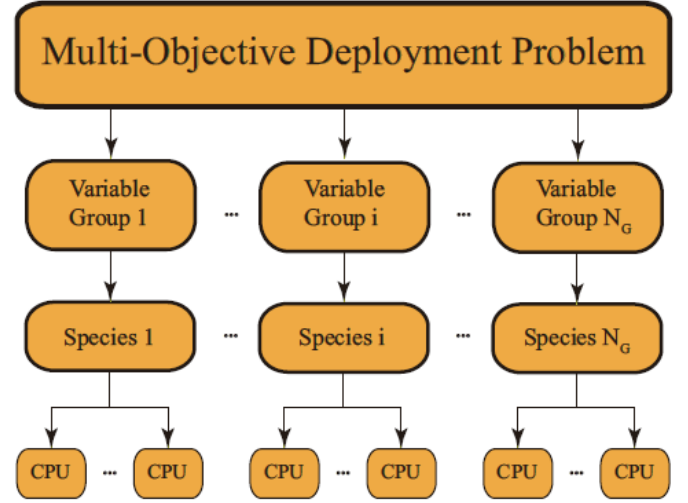 Multi-Objective Deployment Problem
Variable
Group 1
...
Variable
Group i
...
Variable
Group N_G
Species 1
...
Species i
...
Species N_G
CPU
...
CPU
CPU
...
CPU
CPU
...
CPU